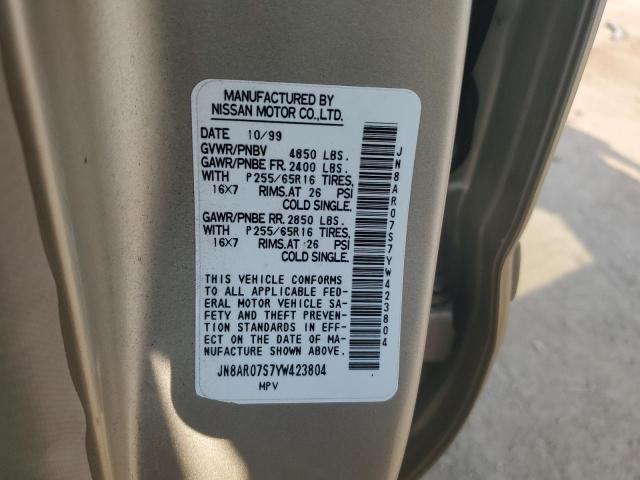 MANUFACTURED BY
NISSAN MOTOR CO.,LTD.
DATE 10/99
GVWR/PNBV 4850 LBS.
GAWR/PNBE FR. 2400 LBS.
WITH P255/65R16 TIRES,
16X7 RIMS.AT 26 PSI
COLD SINGLE.
GAWR/PNBE RR. 2850 LBS.
WITH P255/65R16 TIRES,
16X7 RIMS.AT 26 PSI
COLD SINGLE.
THIS VEHICLE CONFORMS
TO ALL APPLICABLE FED-
ERAL MOTOR VEHICLE SA-
FETY AND THEFT PREVEN-
TION STANDARDS IN EFF-
ECT ON THE DATE OF MA-
NUFACTURE SHOWN ABOVE.
JN8AR07S7YW423804
MPV
JN8AR07S7YW423804